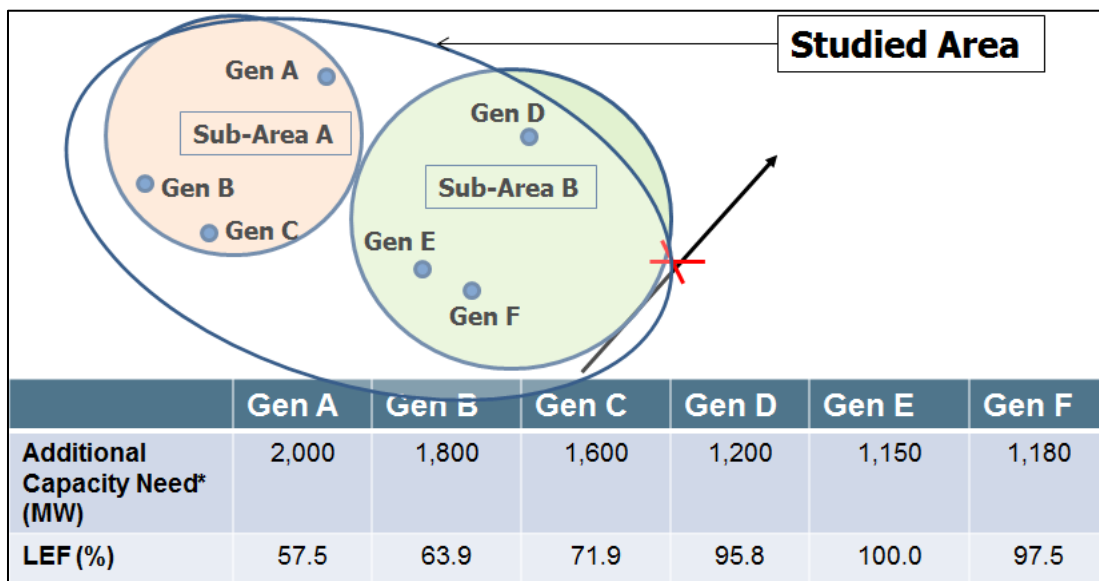 Studied Area
Gen A
Gen D
Sub-Area A
Sub-Area B
Gen B
Gen C
Gen E
Gen F
Gen A Gen B Gen C Gen D Gen E Gen F
Additional 2,000 1,800 1,600 1,200 1,150 1,180
Capacity Need*
(MW)
LEF (%) 57.5 63.9 71.9 95.8 100.0 97.5